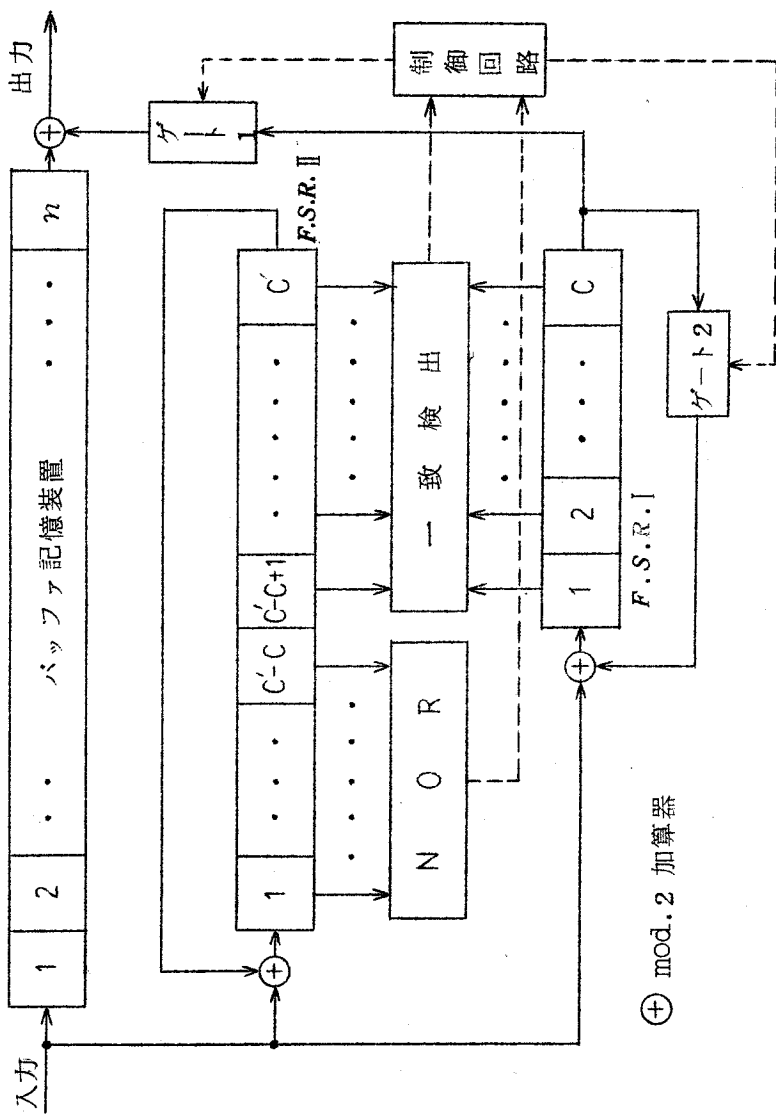 入力
1 2 バッファ記憶装置 n
出力
ゲート1
制御回路
F.S.R.Ⅱ
1 C'-C C'-C+1 C'
NOR
一致検出
1 2 C
F.S.R.Ⅰ
ゲート2
⊕ mod.2 加算器